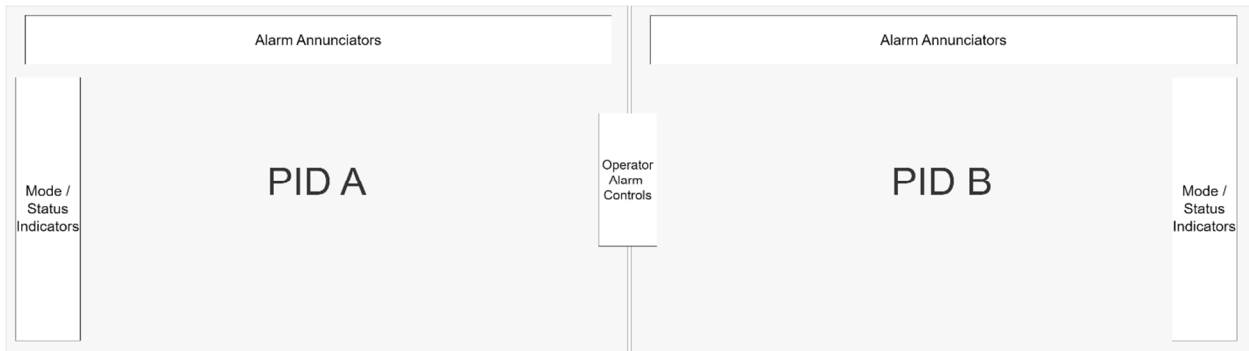 Alarm Annunciators
Alarm Annunciators
Mode /
Status
Indicators
PID A
Operator
Alarm
Controls
PID B
Mode /
Status
Indicators